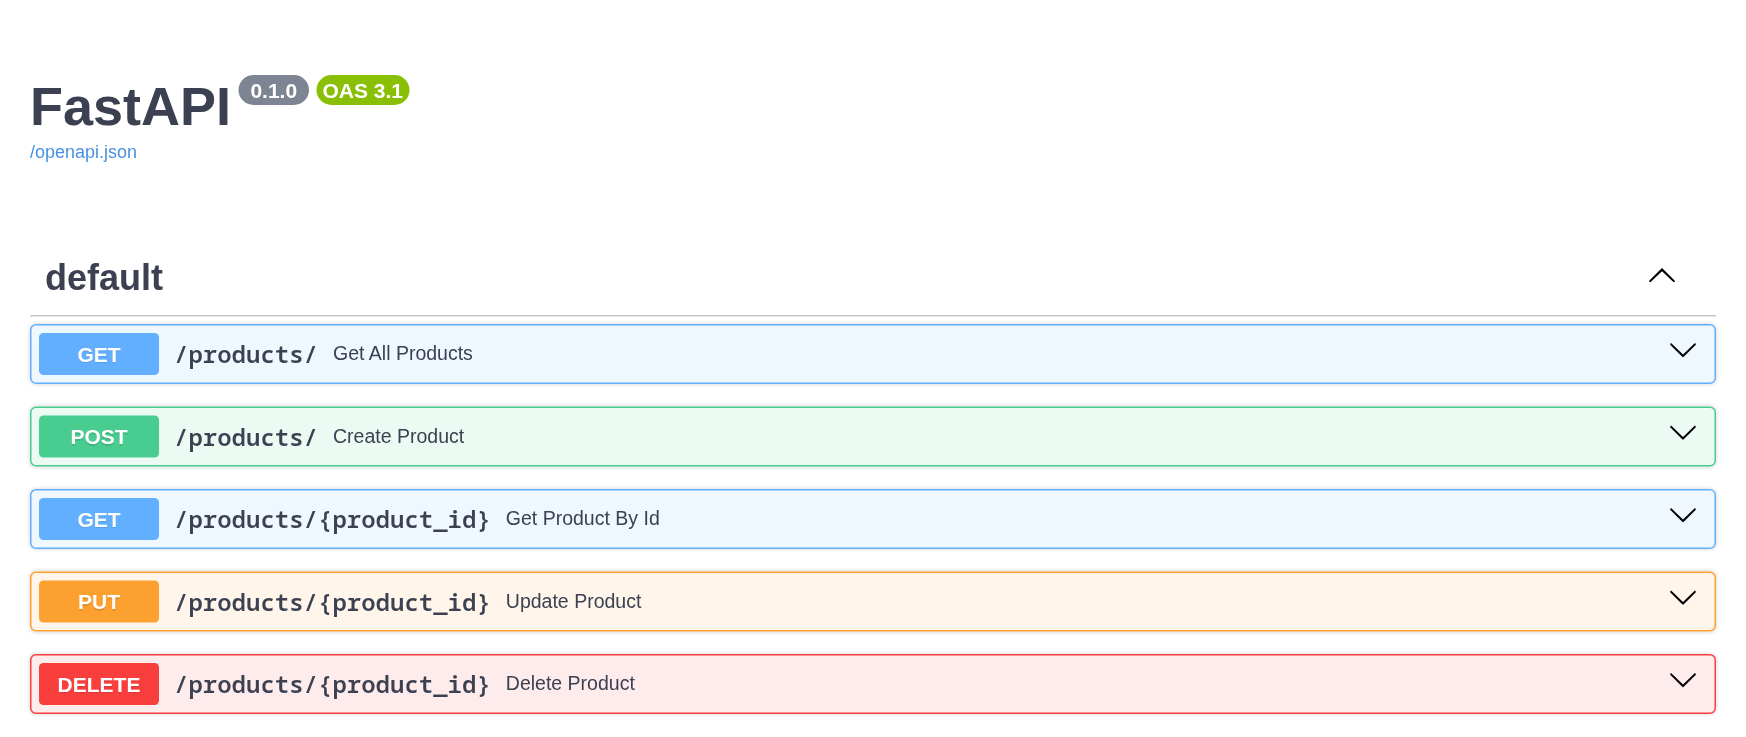 FastAPI 0.1.0 OAS 3.1
/openapi.json
default
GET /products/ Get All Products
POST /products/ Create Product
GET /products/{product_id} Get Product By Id
PUT /products/{product_id} Update Product
DELETE /products/{product_id} Delete Product